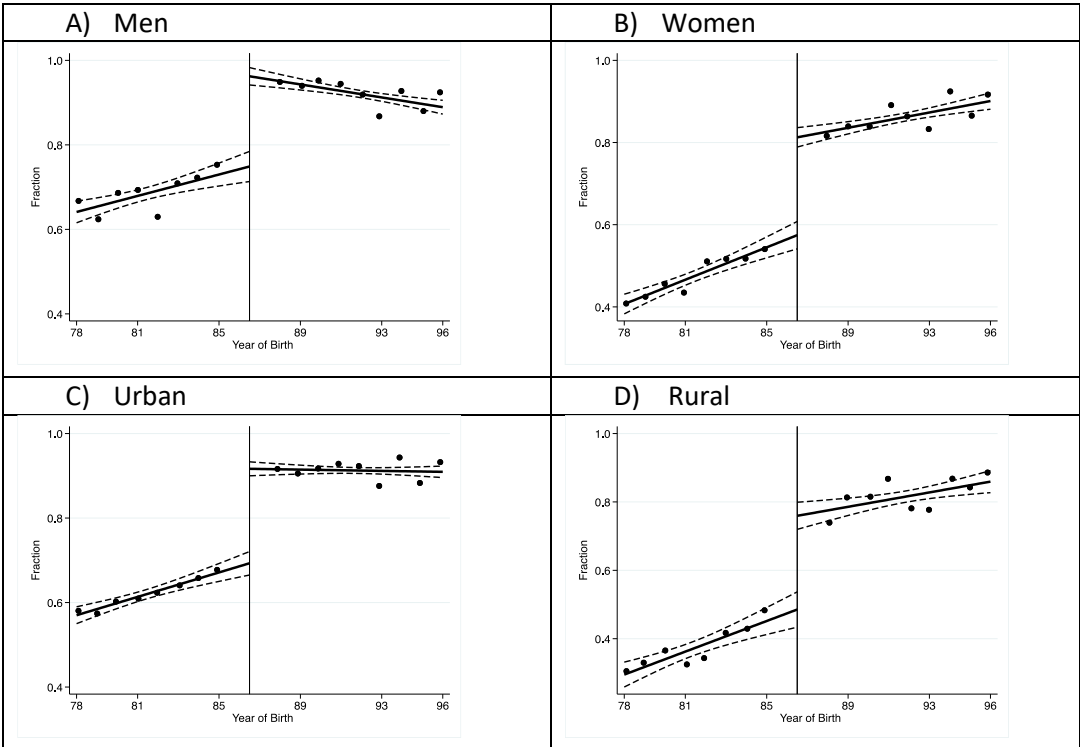 A) Men
1.0
0.8
0.6
0.4
Fraction
78 81 85 89 93 96
Year of Birth
B) Women
1.0
0.8
0.6
0.4
Fraction
78 81 85 89 93 96
Year of Birth
C) Urban
1.0
0.8
0.6
0.4
Fraction
78 81 85 89 93 96
Year of Birth
D) Rural
1.0
0.8
0.6
0.4
Fraction
78 81 85 89 93 96
Year of Birth